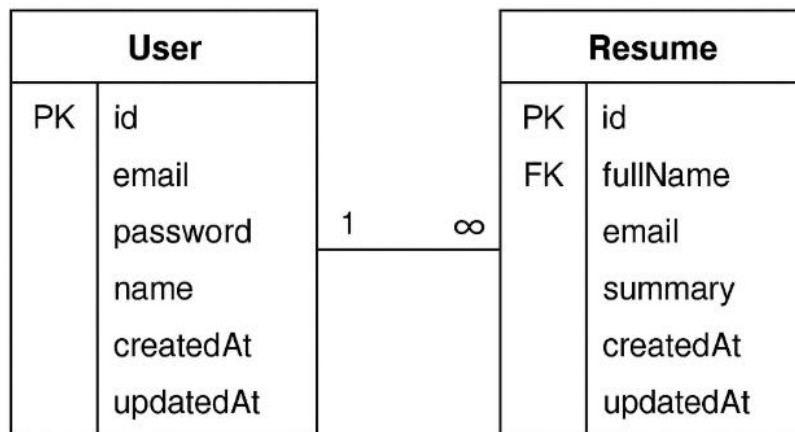 User
PK id
email
password
name
createdAt
updatedAt
1 ∞
Resume
PK id
FK fullName
email
summary
createdAt
updatedAt